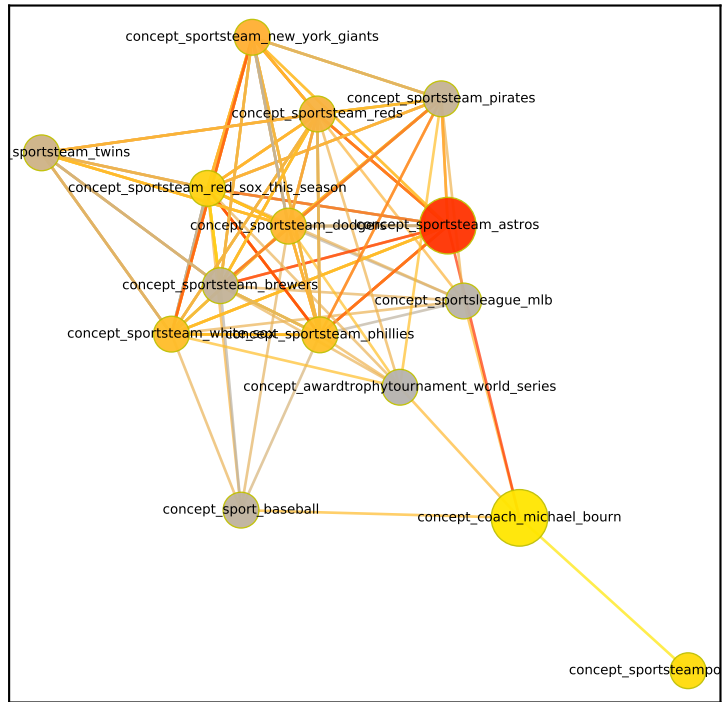 concept_sportsteam_new_york_giants
concept_sportsteam_pirates
concept_sportsteam_reds
_sportsteam_twins
concept_sportsteam_red_sox_this_season
concept_sportsteam_dodgers
concept_sportsteam_astros
concept_sportsteam_brewers
concept_sportsleague_mlb
concept_sportsteam_white_sox
concept_sportsteam_phillies
concept_awardtrophytournament_world_series
concept_sport_baseball
concept_coach_michael_bourn
concept_sportsteampo